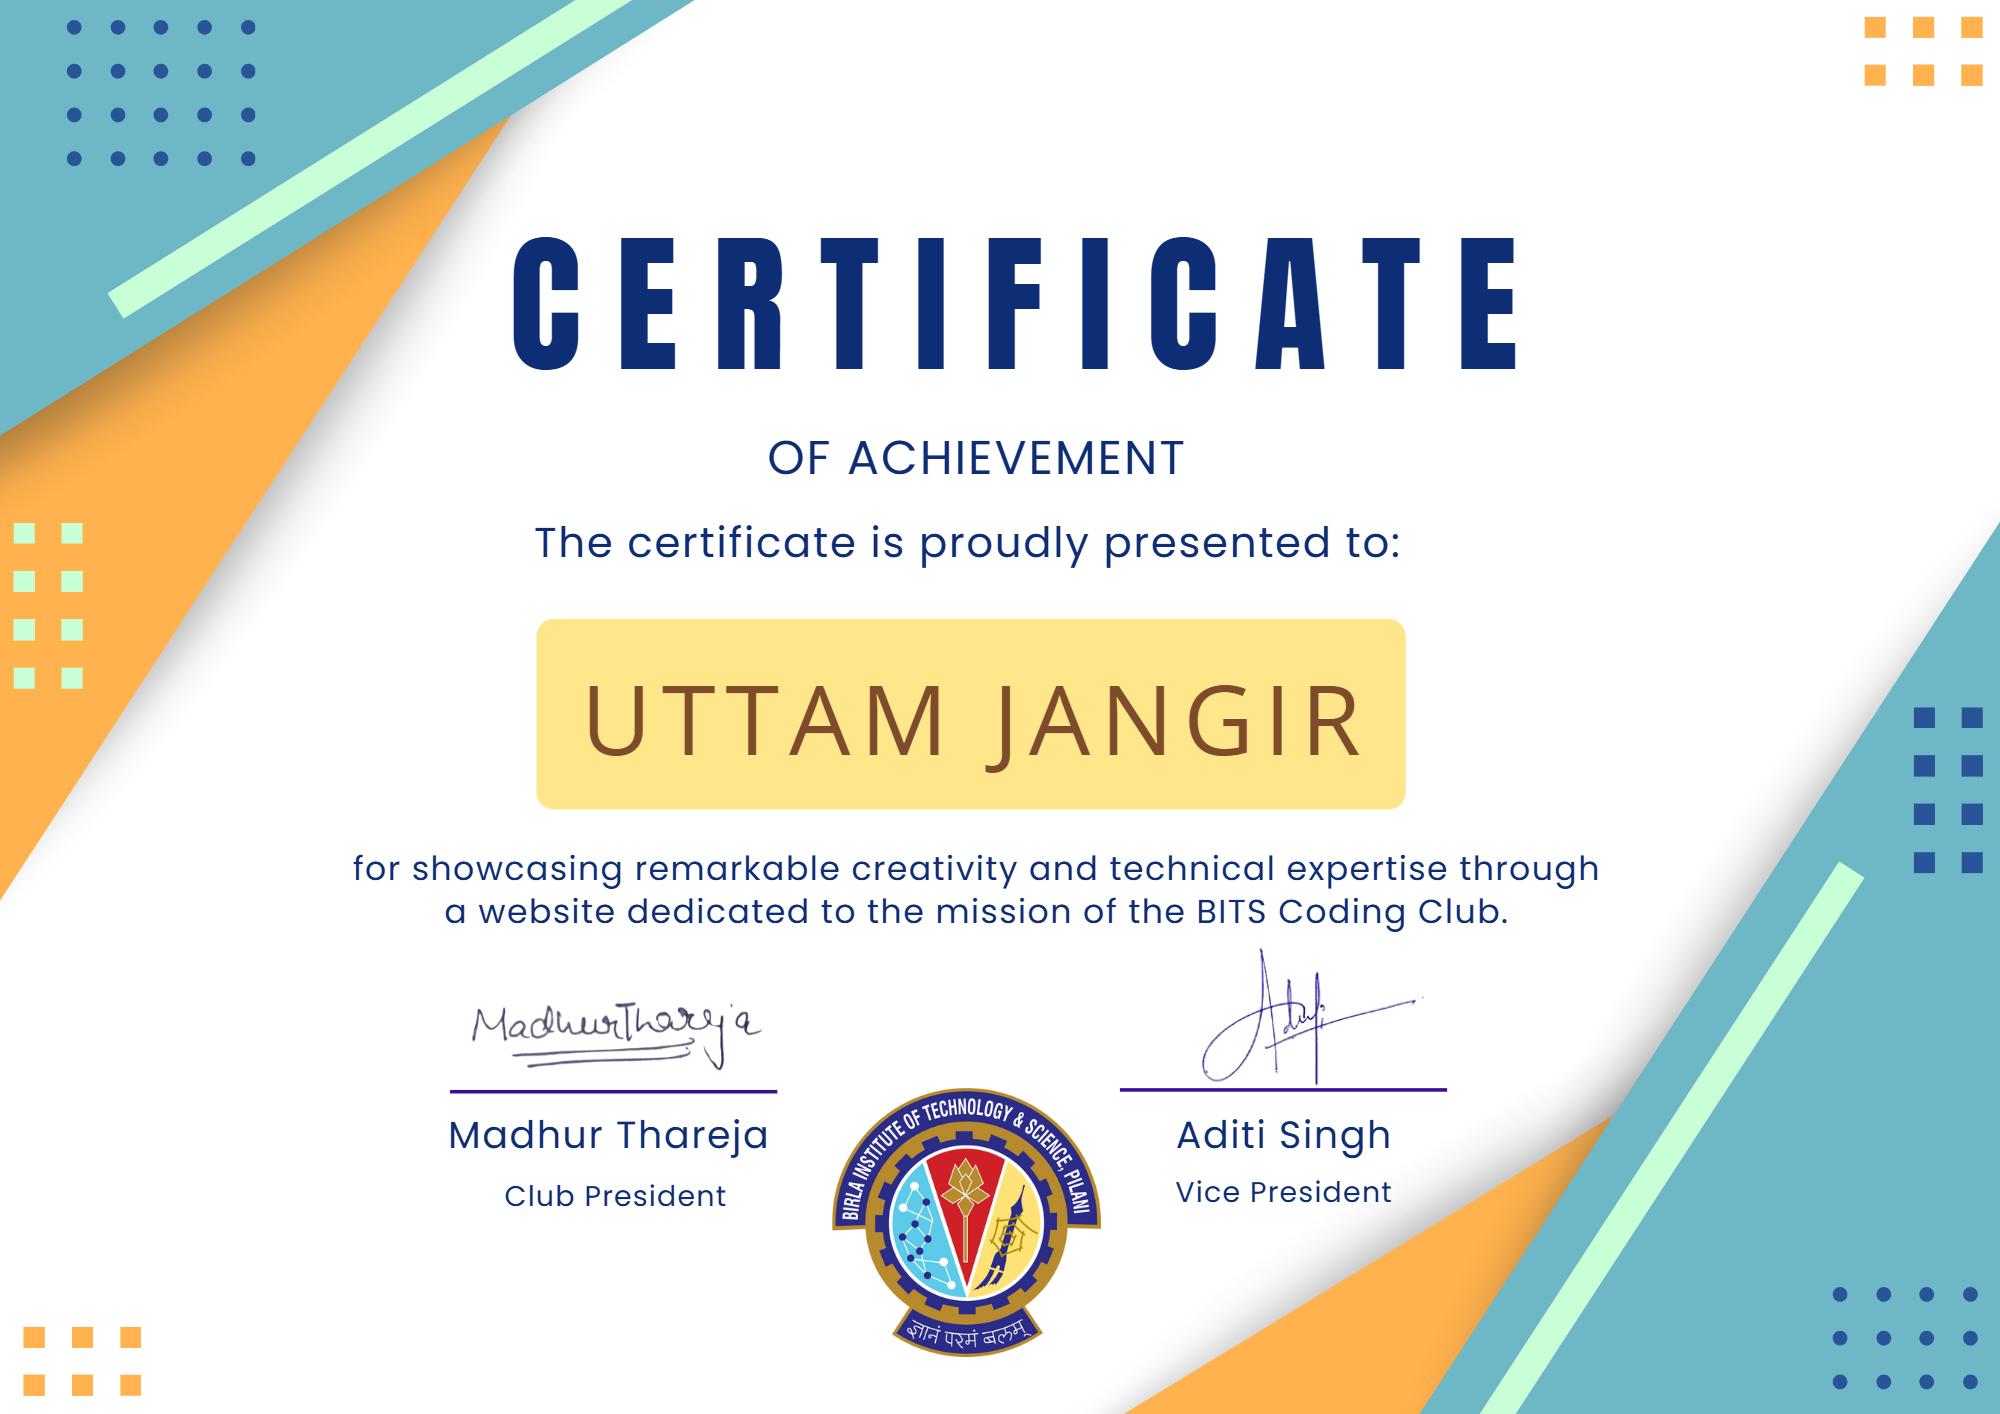 CERTIFICATE
OF ACHIEVEMENT
The certificate is proudly presented to:
UTTAM JANGIR
for showcasing remarkable creativity and technical expertise through
a website dedicated to the mission of the BITS Coding Club.
Madhur Thareja
Aditi
Madhur Thareja
Aditi Singh
Club President
Vice President
BIRLA INSTITUTE OF TECHNOLOGY & SCIENCE, PILANI
ज्ञानं परमं बलम्